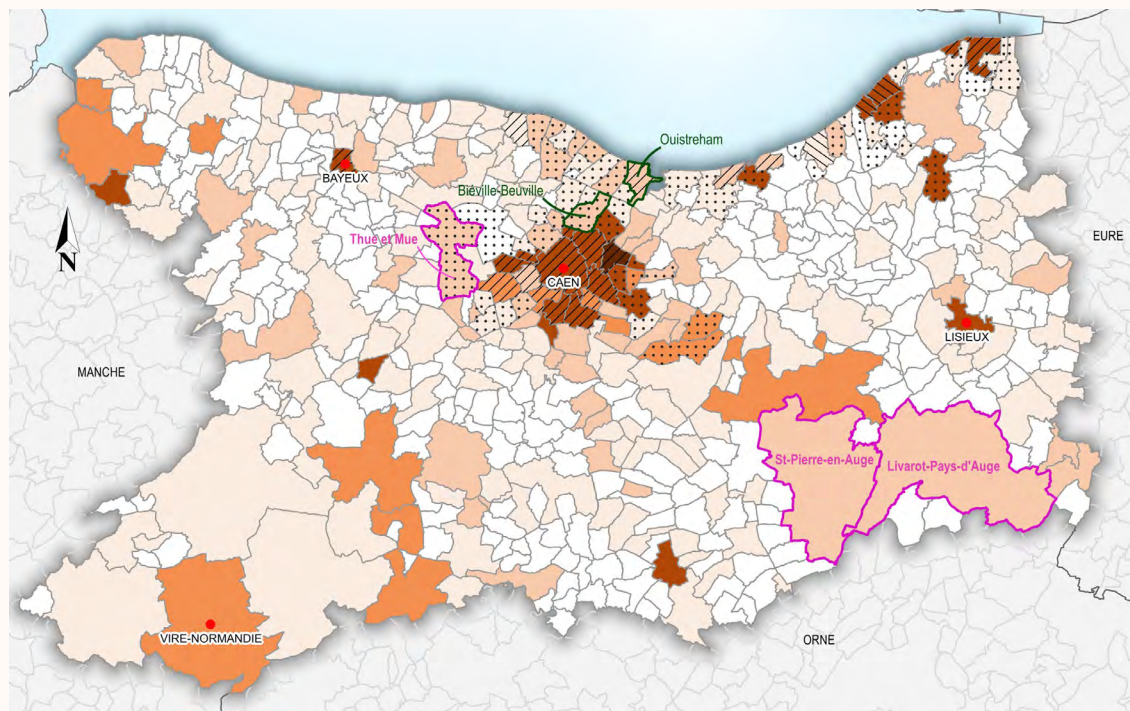 Ouistreham
BAYEUX
Biéville-Beuville
Thue et Mue
N
EURE
CAEN
LISIEUX
MANCHE
St-Pierre-en-Auge
Livarot-Pays-d'Auge
VIRE-NORMANDIE
ORNE